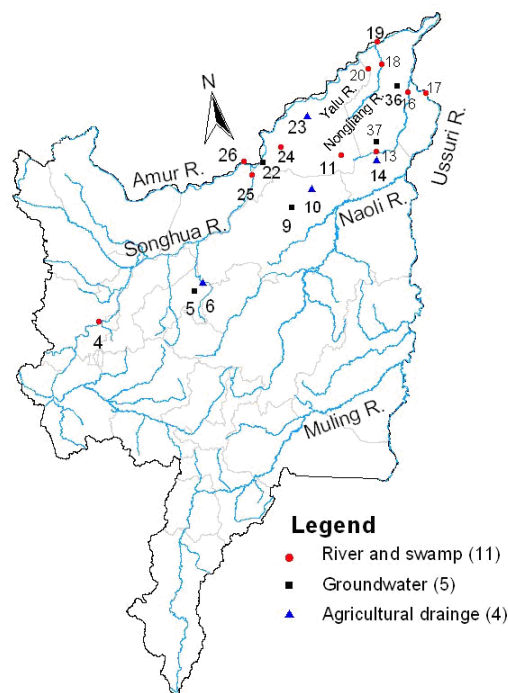 19
18
20
N
36
16
17
Yalu R.
Nongjiang R.
23
37
Ussuri R.
26
24
11
13
22
14
Amur R.
25
10
Naoli R.
9
Songhua R.
5
6
4
Muling R.
Legend
River and swamp (11)
Groundwater (5)
Agricultural drainge (4)